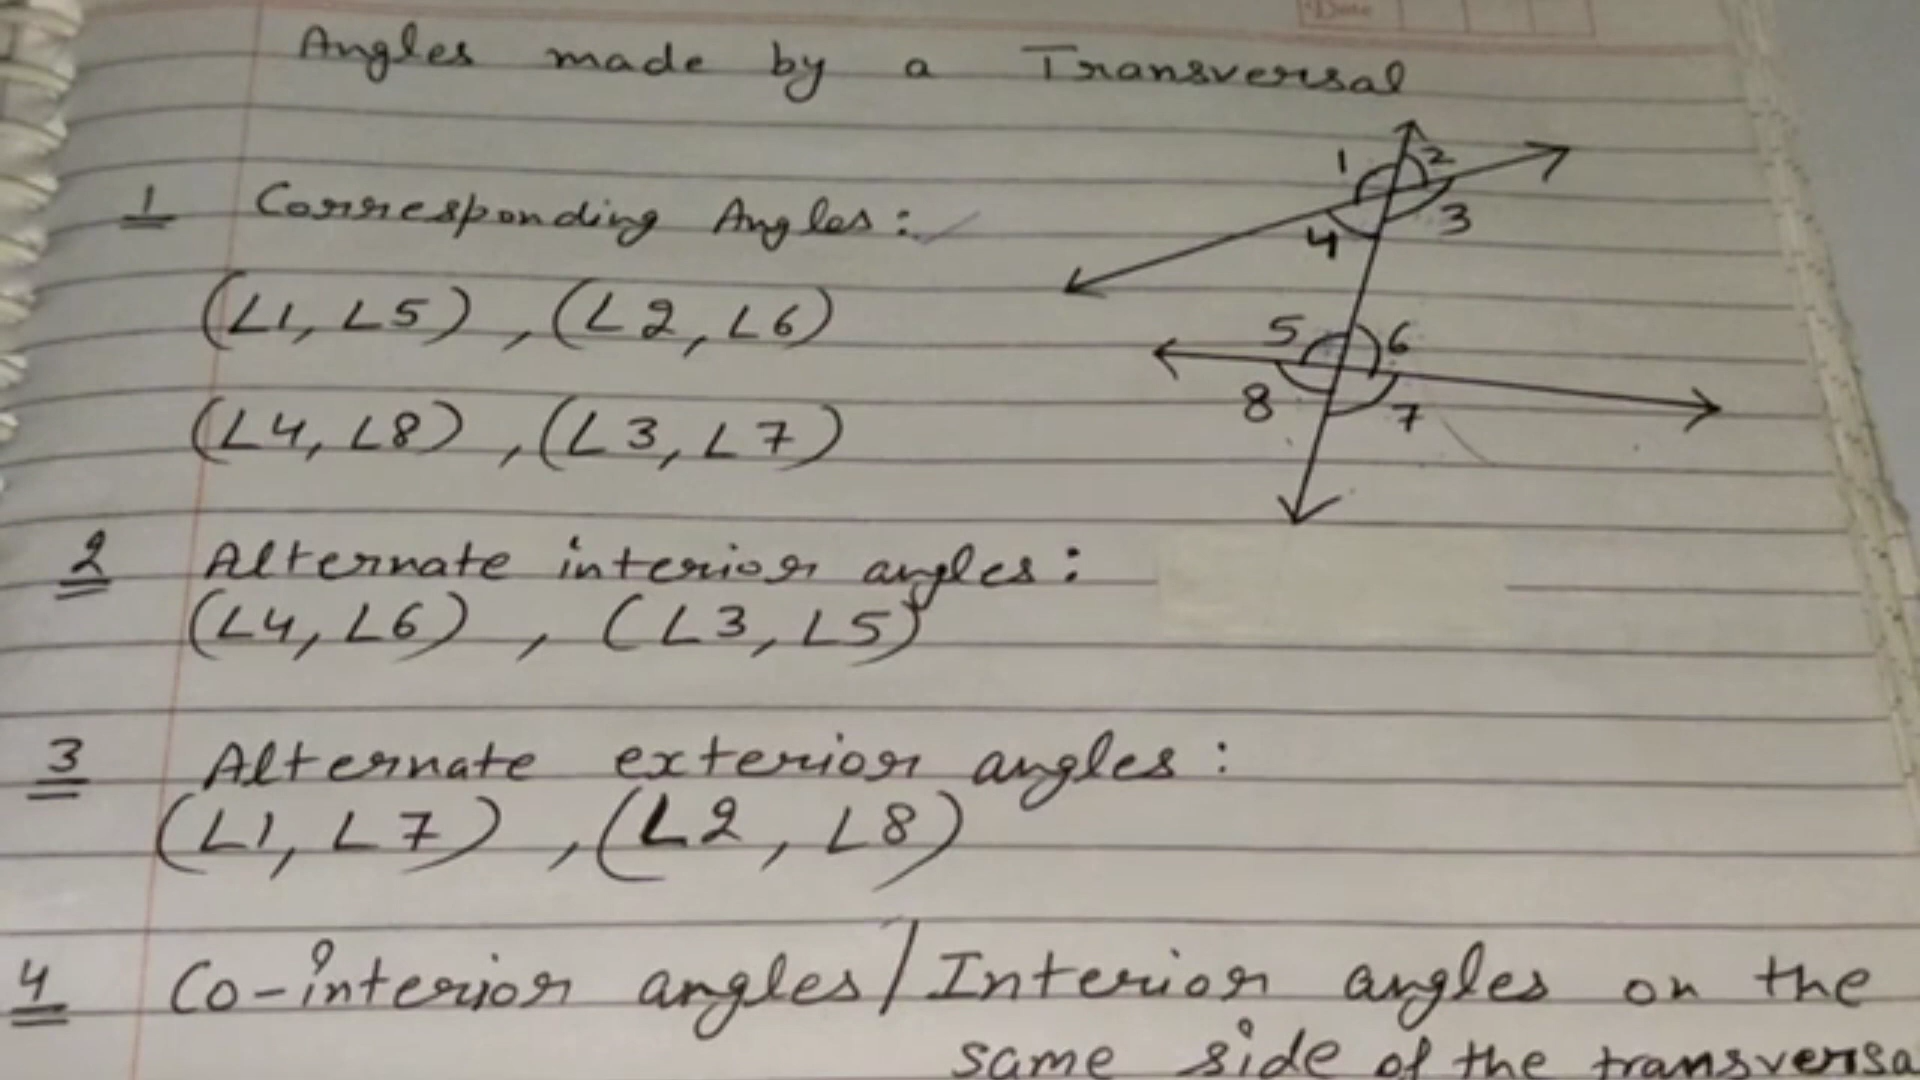 Date
Angles made by a Transversal
1 2
3
4
1 Corresponding Angles:
(∠1, ∠5), (∠2, ∠6)
5 6
8 7
(∠4, ∠8), (∠3, ∠7)
2 Alternate interior angles:
(∠4, ∠6), (∠3, ∠5)
3 Alternate exterior angles:
(∠1, ∠7), (∠2, ∠8)
4 Co-interior angles/Interior angles on the
same side of the transversa